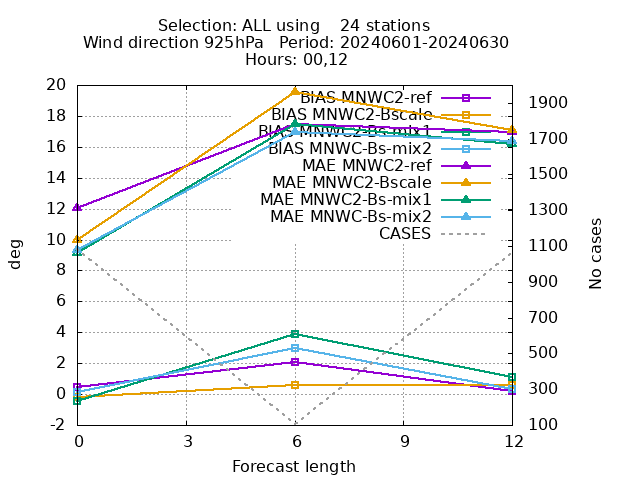 Selection: ALL using    24 stations
Wind direction 925hPa   Period: 20240601-20240630
Hours: 00,12
20
18
16
14
12
10
8
6
4
2
0
-2
deg
BIAS MNWC2-ref
BIAS MNWC2-Bscale
BIAS MNWC2-Bs-mix1
BIAS MNWC-Bs-mix2
MAE MNWC2-ref
MAE MNWC2-Bscale
MAE MNWC2-Bs-mix1
MAE MNWC-Bs-mix2
CASES
1900
1700
1500
1300
1100
900
700
500
300
100
No cases
0 3 6 9 12
Forecast length